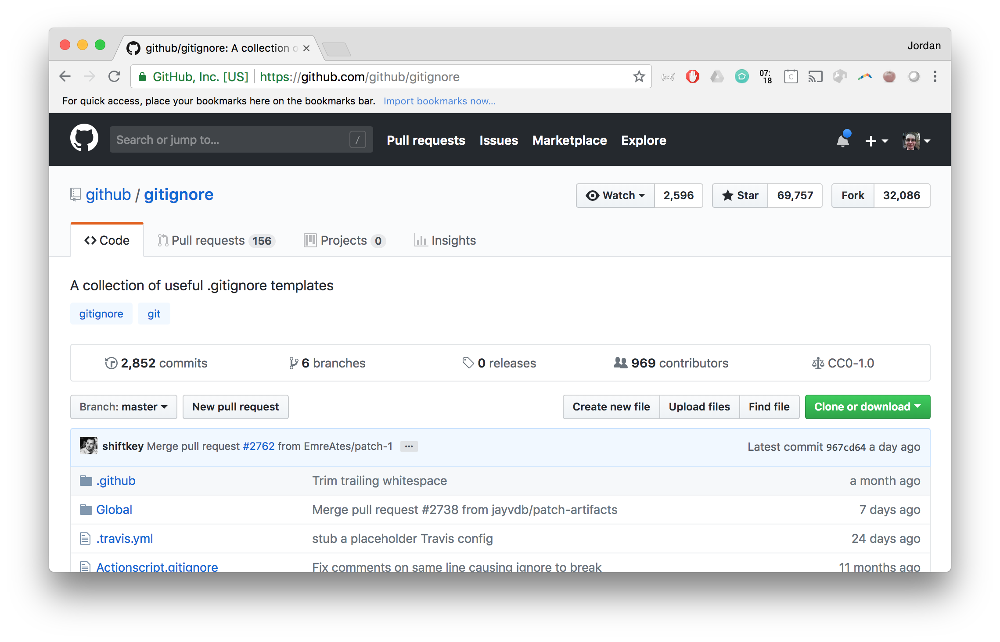 github/gitignore: A collection o
Jordan
GitHub, Inc. [US] https://github.com/github/gitignore
07:
18
C
For quick access, place your bookmarks here on the bookmarks bar. Import bookmarks now...
Search or jump to... / Pull requests Issues Marketplace Explore
github / gitignore Watch 2,596 Star 69,757 Fork 32,086
Code Pull requests 156 Projects 0 Insights
A collection of useful .gitignore templates
gitignore git
2,852 commits 6 branches 0 releases 969 contributors CC0-1.0
Branch: master New pull request Create new file Upload files Find file Clone or download
shiftkey Merge pull request #2762 from EmreAtes/patch-1 ... Latest commit 967cd64 a day ago
.github Trim trailing whitespace a month ago
Global Merge pull request #2738 from jayvdb/patch-artifacts 7 days ago
.travis.yml stub a placeholder Travis config 24 days ago
Actionscript.gitignore Fix comments on same line causing ignore to break 11 months ago